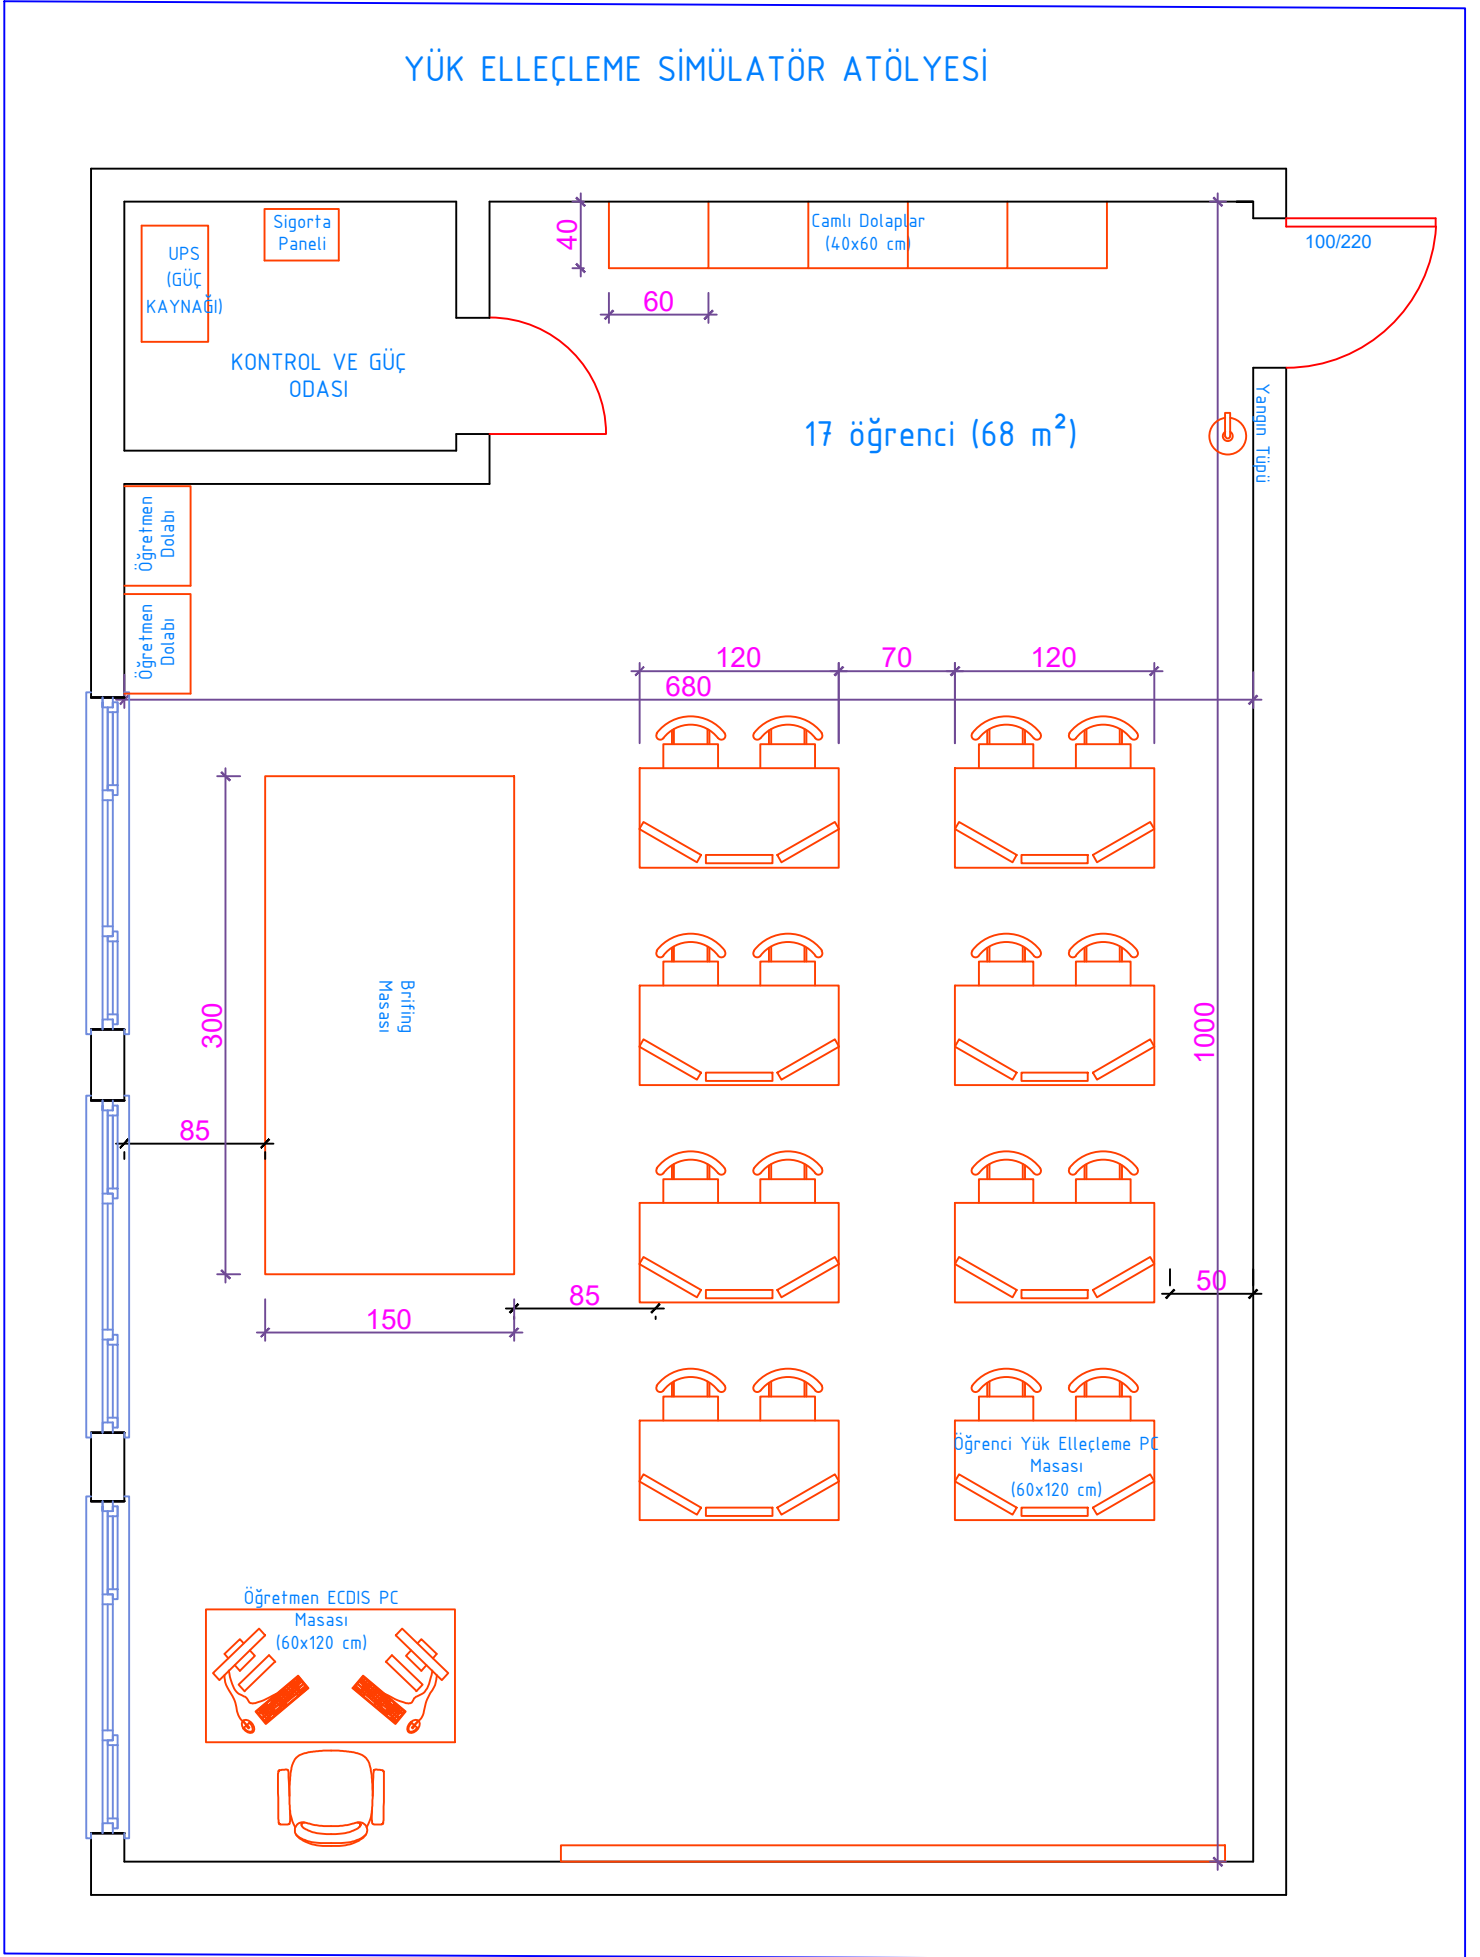 YÜK ELLEÇLEME SİMÜLATÖR ATÖLYESİ
Sigorta
Paneli
UPS
(GÜÇ
KAYNAĞI)
KONTROL VE GÜÇ
ODASI
40
60
Camlı Dolaplar
(40x60 cm)
100/220
17 öğrenci (68 m²)
Yangın Tüpü
Öğretmen
Dolabı
Öğretmen
Dolabı
120
70
120
680
300
Brifing
Masası
1000
85
85
50
150
Öğrenci Yük Elleçleme PC
Masası
(60x120 cm)
Öğretmen ECDIS PC
Masası
(60x120 cm)